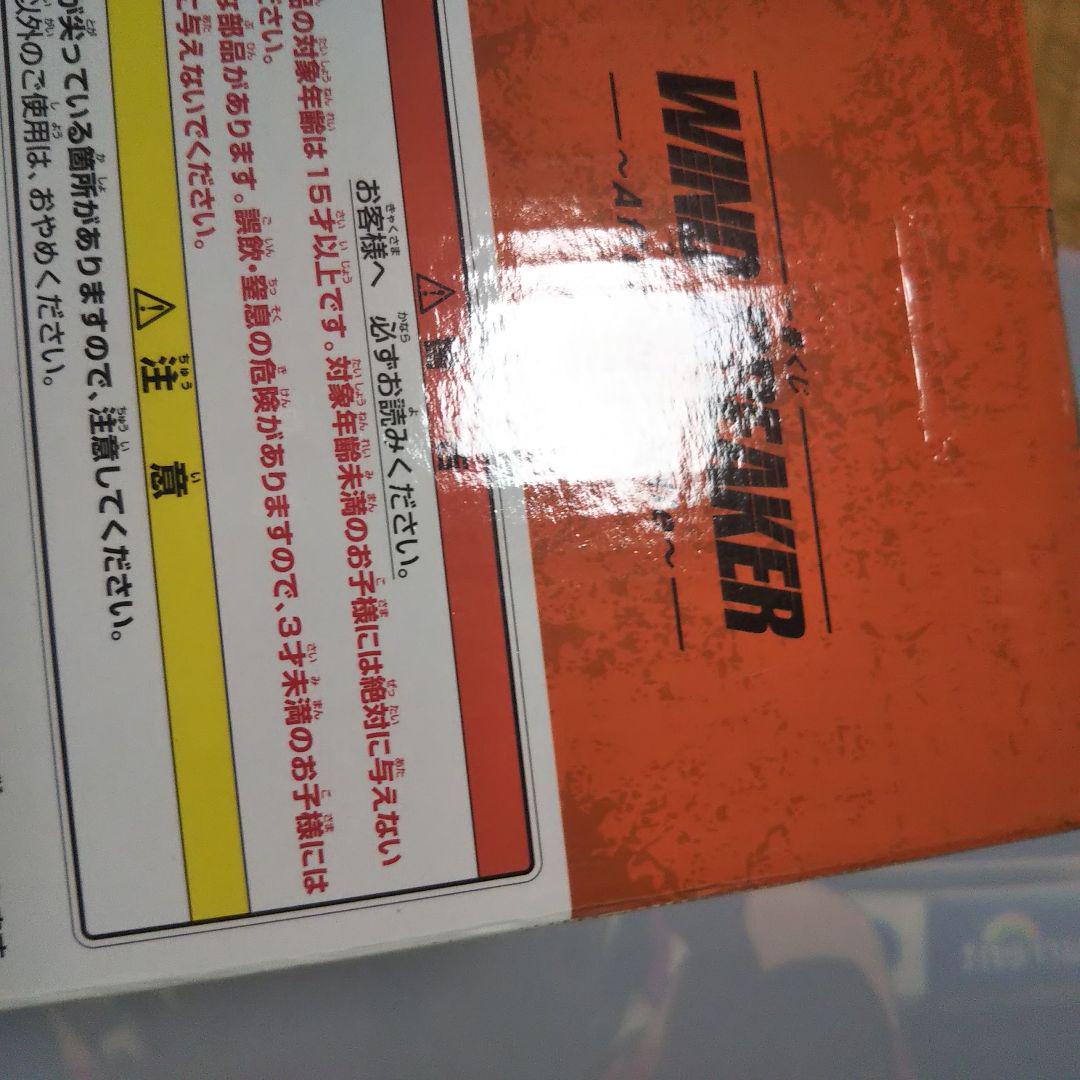 くじ
WIND BREAKER
お客様へ 必ずお読みください。
の対象年齢は15才以上です。対象年齢未満のお子様には絶対に与えない
ださい。
部品があります。誤飲・窒息の危険がありますので、3才未満のお子様には
に与えないでください。
注意
が尖っている箇所がありますので、注意してください。
以外のご使用は、おやめください。